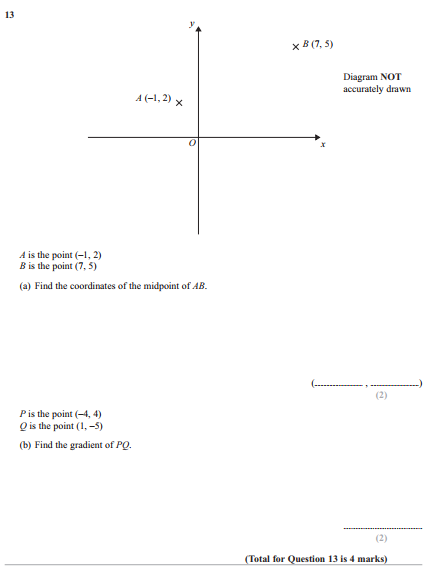 13
y
B (7, 5)
Diagram NOT
accurately drawn
A (–1, 2)
O
x
A is the point (–1, 2)
B is the point (7, 5)
(a) Find the coordinates of the midpoint of AB.
(.................... , ....................)
(2)
P is the point (–4, 4)
Q is the point (1, –5)
(b) Find the gradient of PQ.
................................
(2)
(Total for Question 13 is 4 marks)